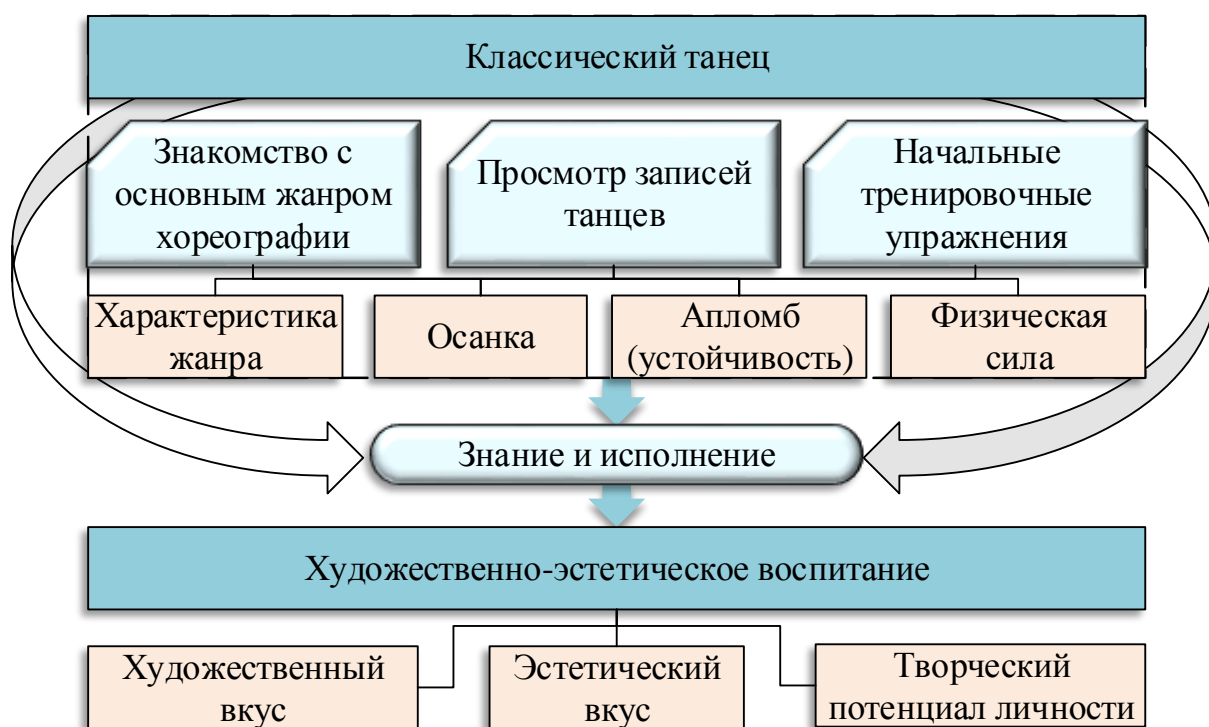 Классический танец
Знакомство с
основным жанром
хореографии
Просмотр записей
танцев
Начальные
тренировочные
упражнения
Характеристика
жанра
Осанка
Апломб
(устойчивость)
Физическая
сила
Знание и исполнение
Художественно-эстетическое воспитание
Художественный
вкус
Эстетический
вкус
Творческий
потенциал личности